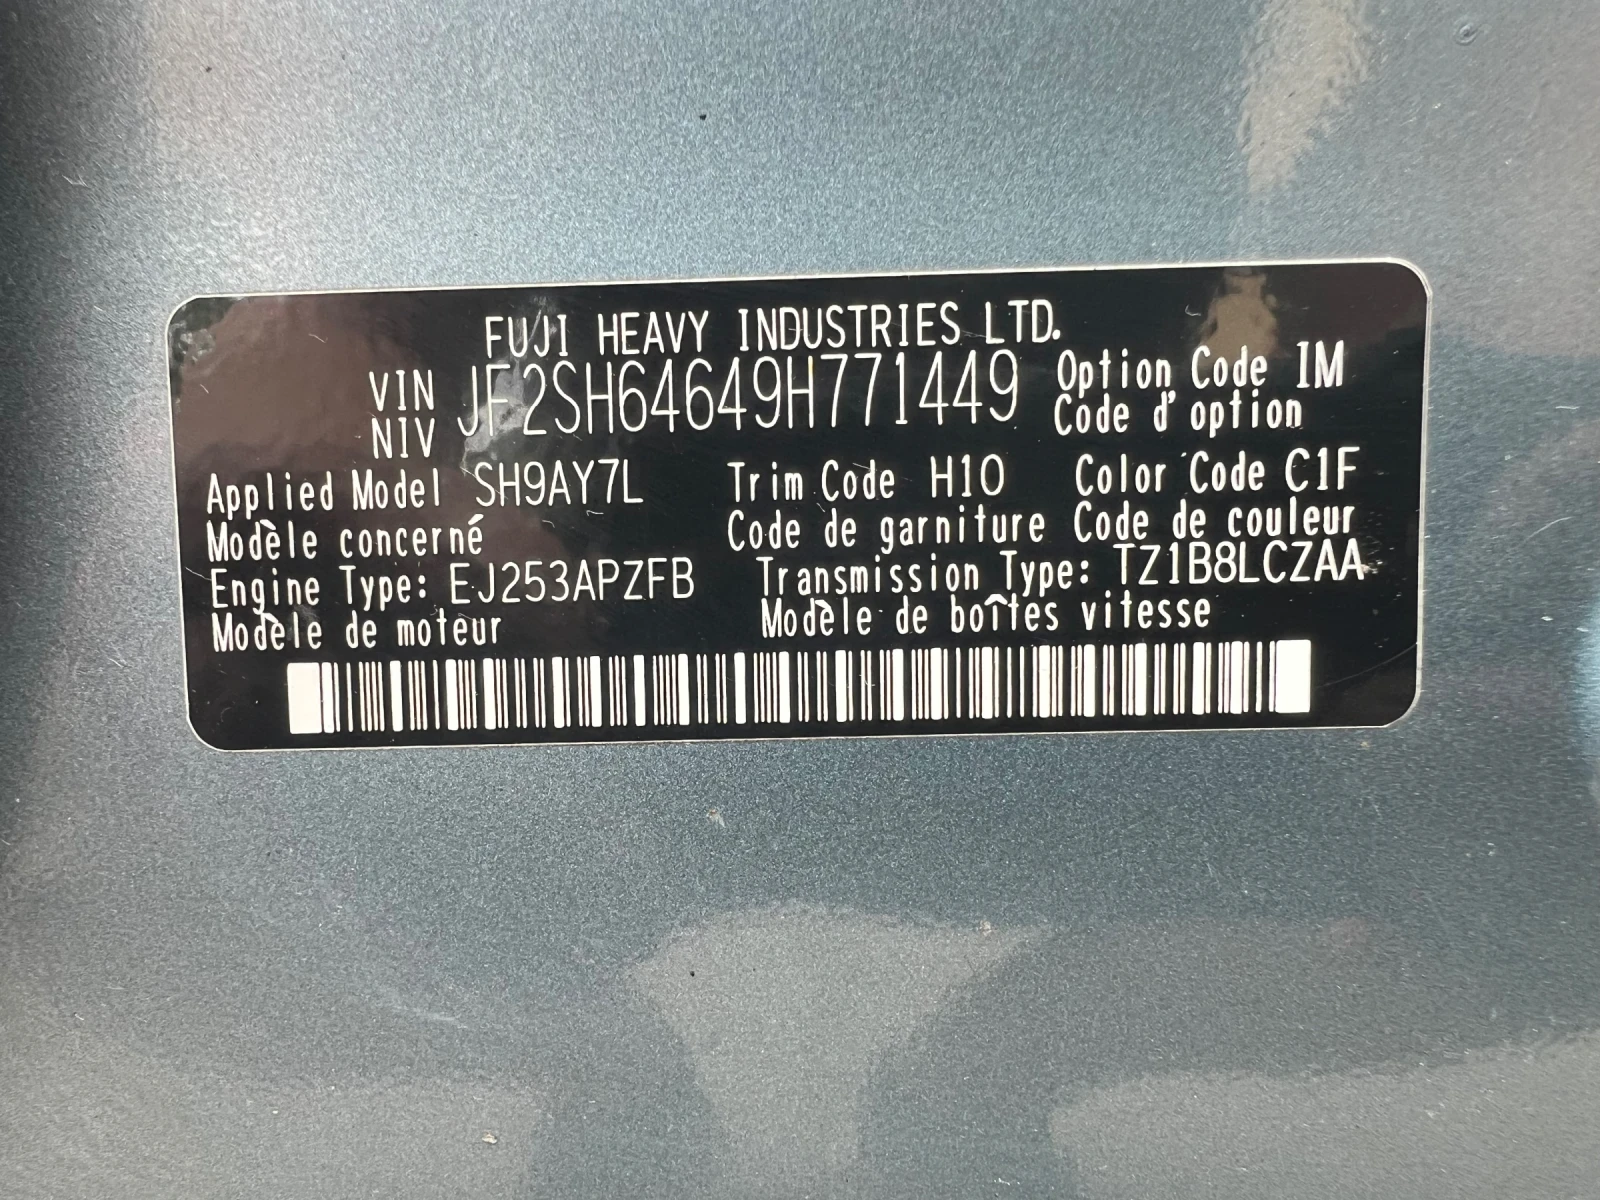 FUJI HEAVY INDUSTRIES LTD.
VIN JF2SH64649H771449 Option Code IM
NIV Code d'option
Applied Model SH9AY7L Trim Code H10 Color Code C1F
Modèle concerné Code de garniture Code de couleur
Engine Type: EJ253APZFB Transmission Type: TZ1B8LCZAA
Modèle de moteur Modèle de boîtes vitesse